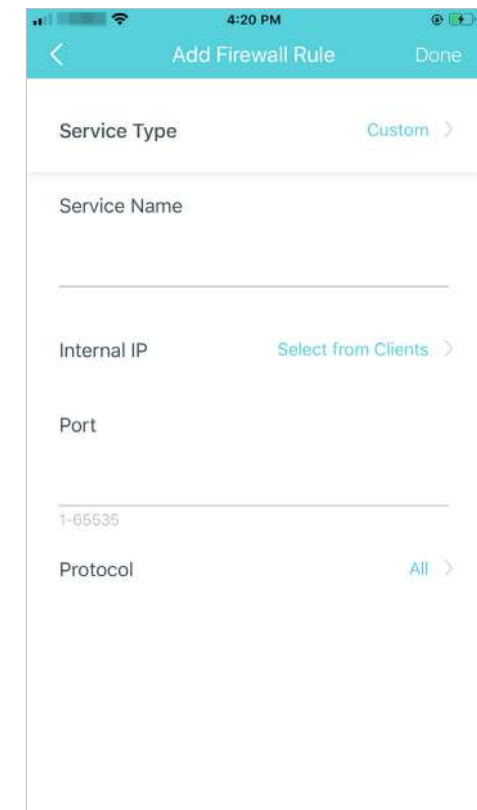 4:20 PM
Add Firewall Rule Done
Service Type Custom
Service Name
Internal IP Select from Clients
Port
1-65535
Protocol All